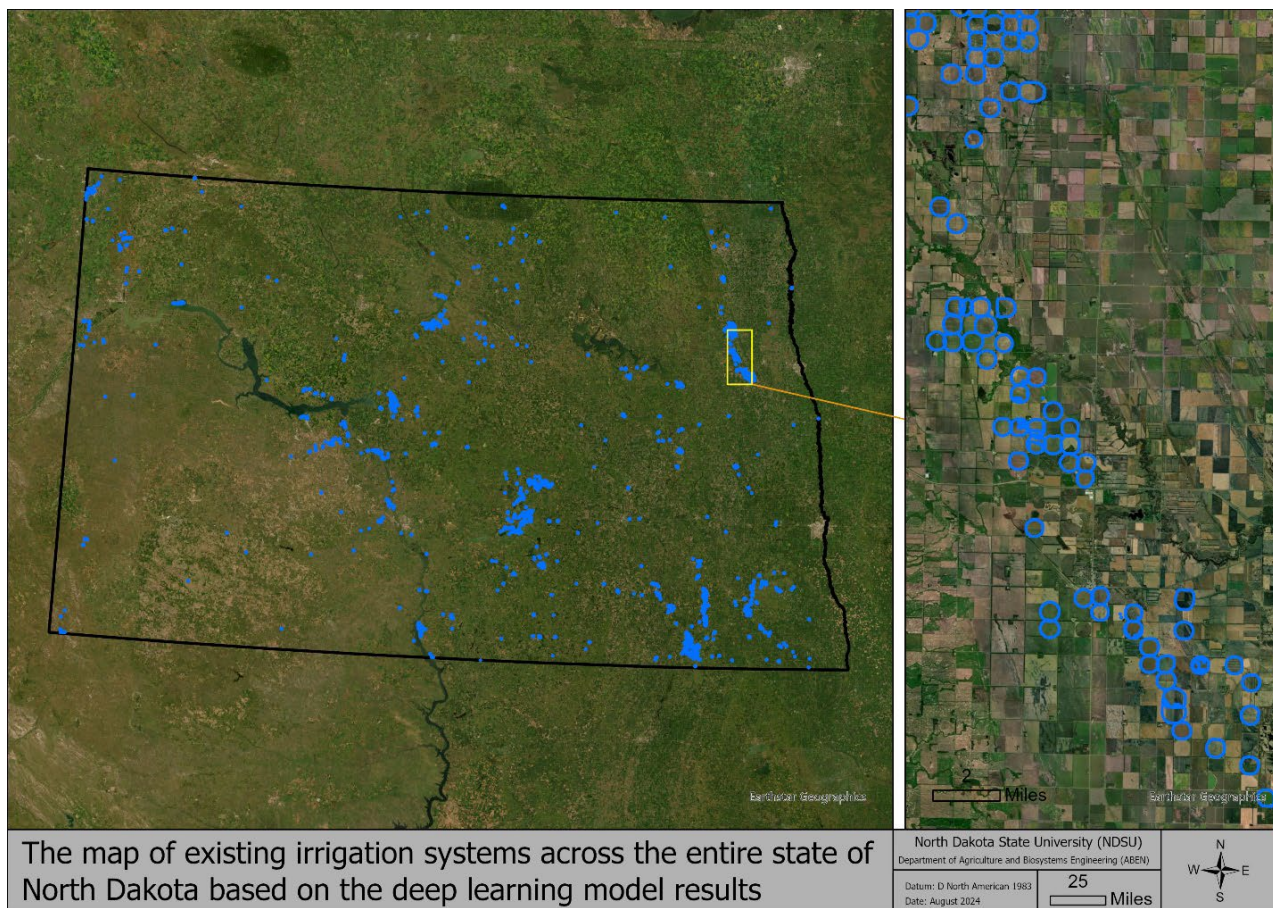 Earthstar Geographics
2
Miles
Earthstar Geographics
The map of existing irrigation systems across the entire state of
North Dakota based on the deep learning model results
North Dakota State University (NDSU)
Department of Agriculture and Biosystems Engineering (ABEN)
Datum: D North American 1983
Date: August 2024
25
Miles
N
W E
S